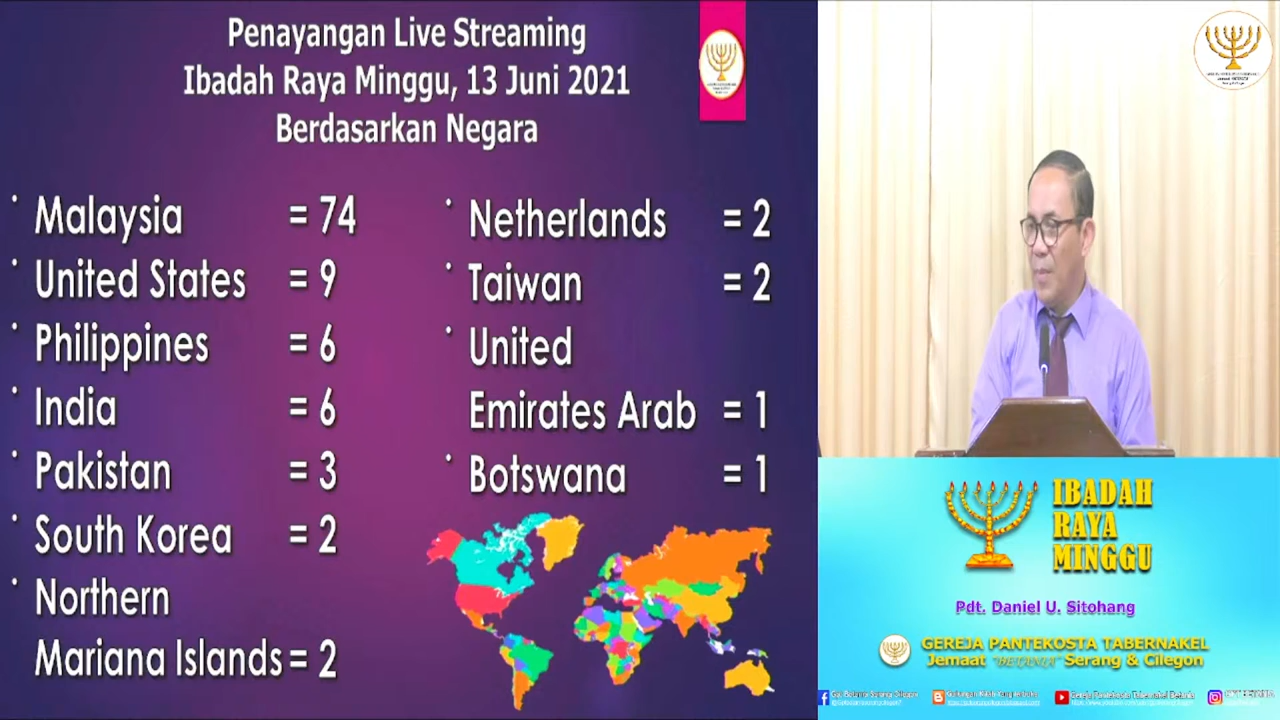 Penayangan Live Streaming
Ibadah Raya Minggu, 13 Juni 2021
Berdasarkan Negara
Malaysia = 74
United States = 9
Philippines = 6
India = 6
Pakistan = 3
South Korea = 2
Northern
Mariana Islands = 2
Netherlands = 2
Taiwan = 2
United
Emirates Arab = 1
Botswana = 1
IBADAH
RAYA
MINGGU
Pdt. Daniel U. Sitohang
GEREJA PANTEKOSTA TABERNAKEL
Jemaat "BETANIA" Serang & Cilegon